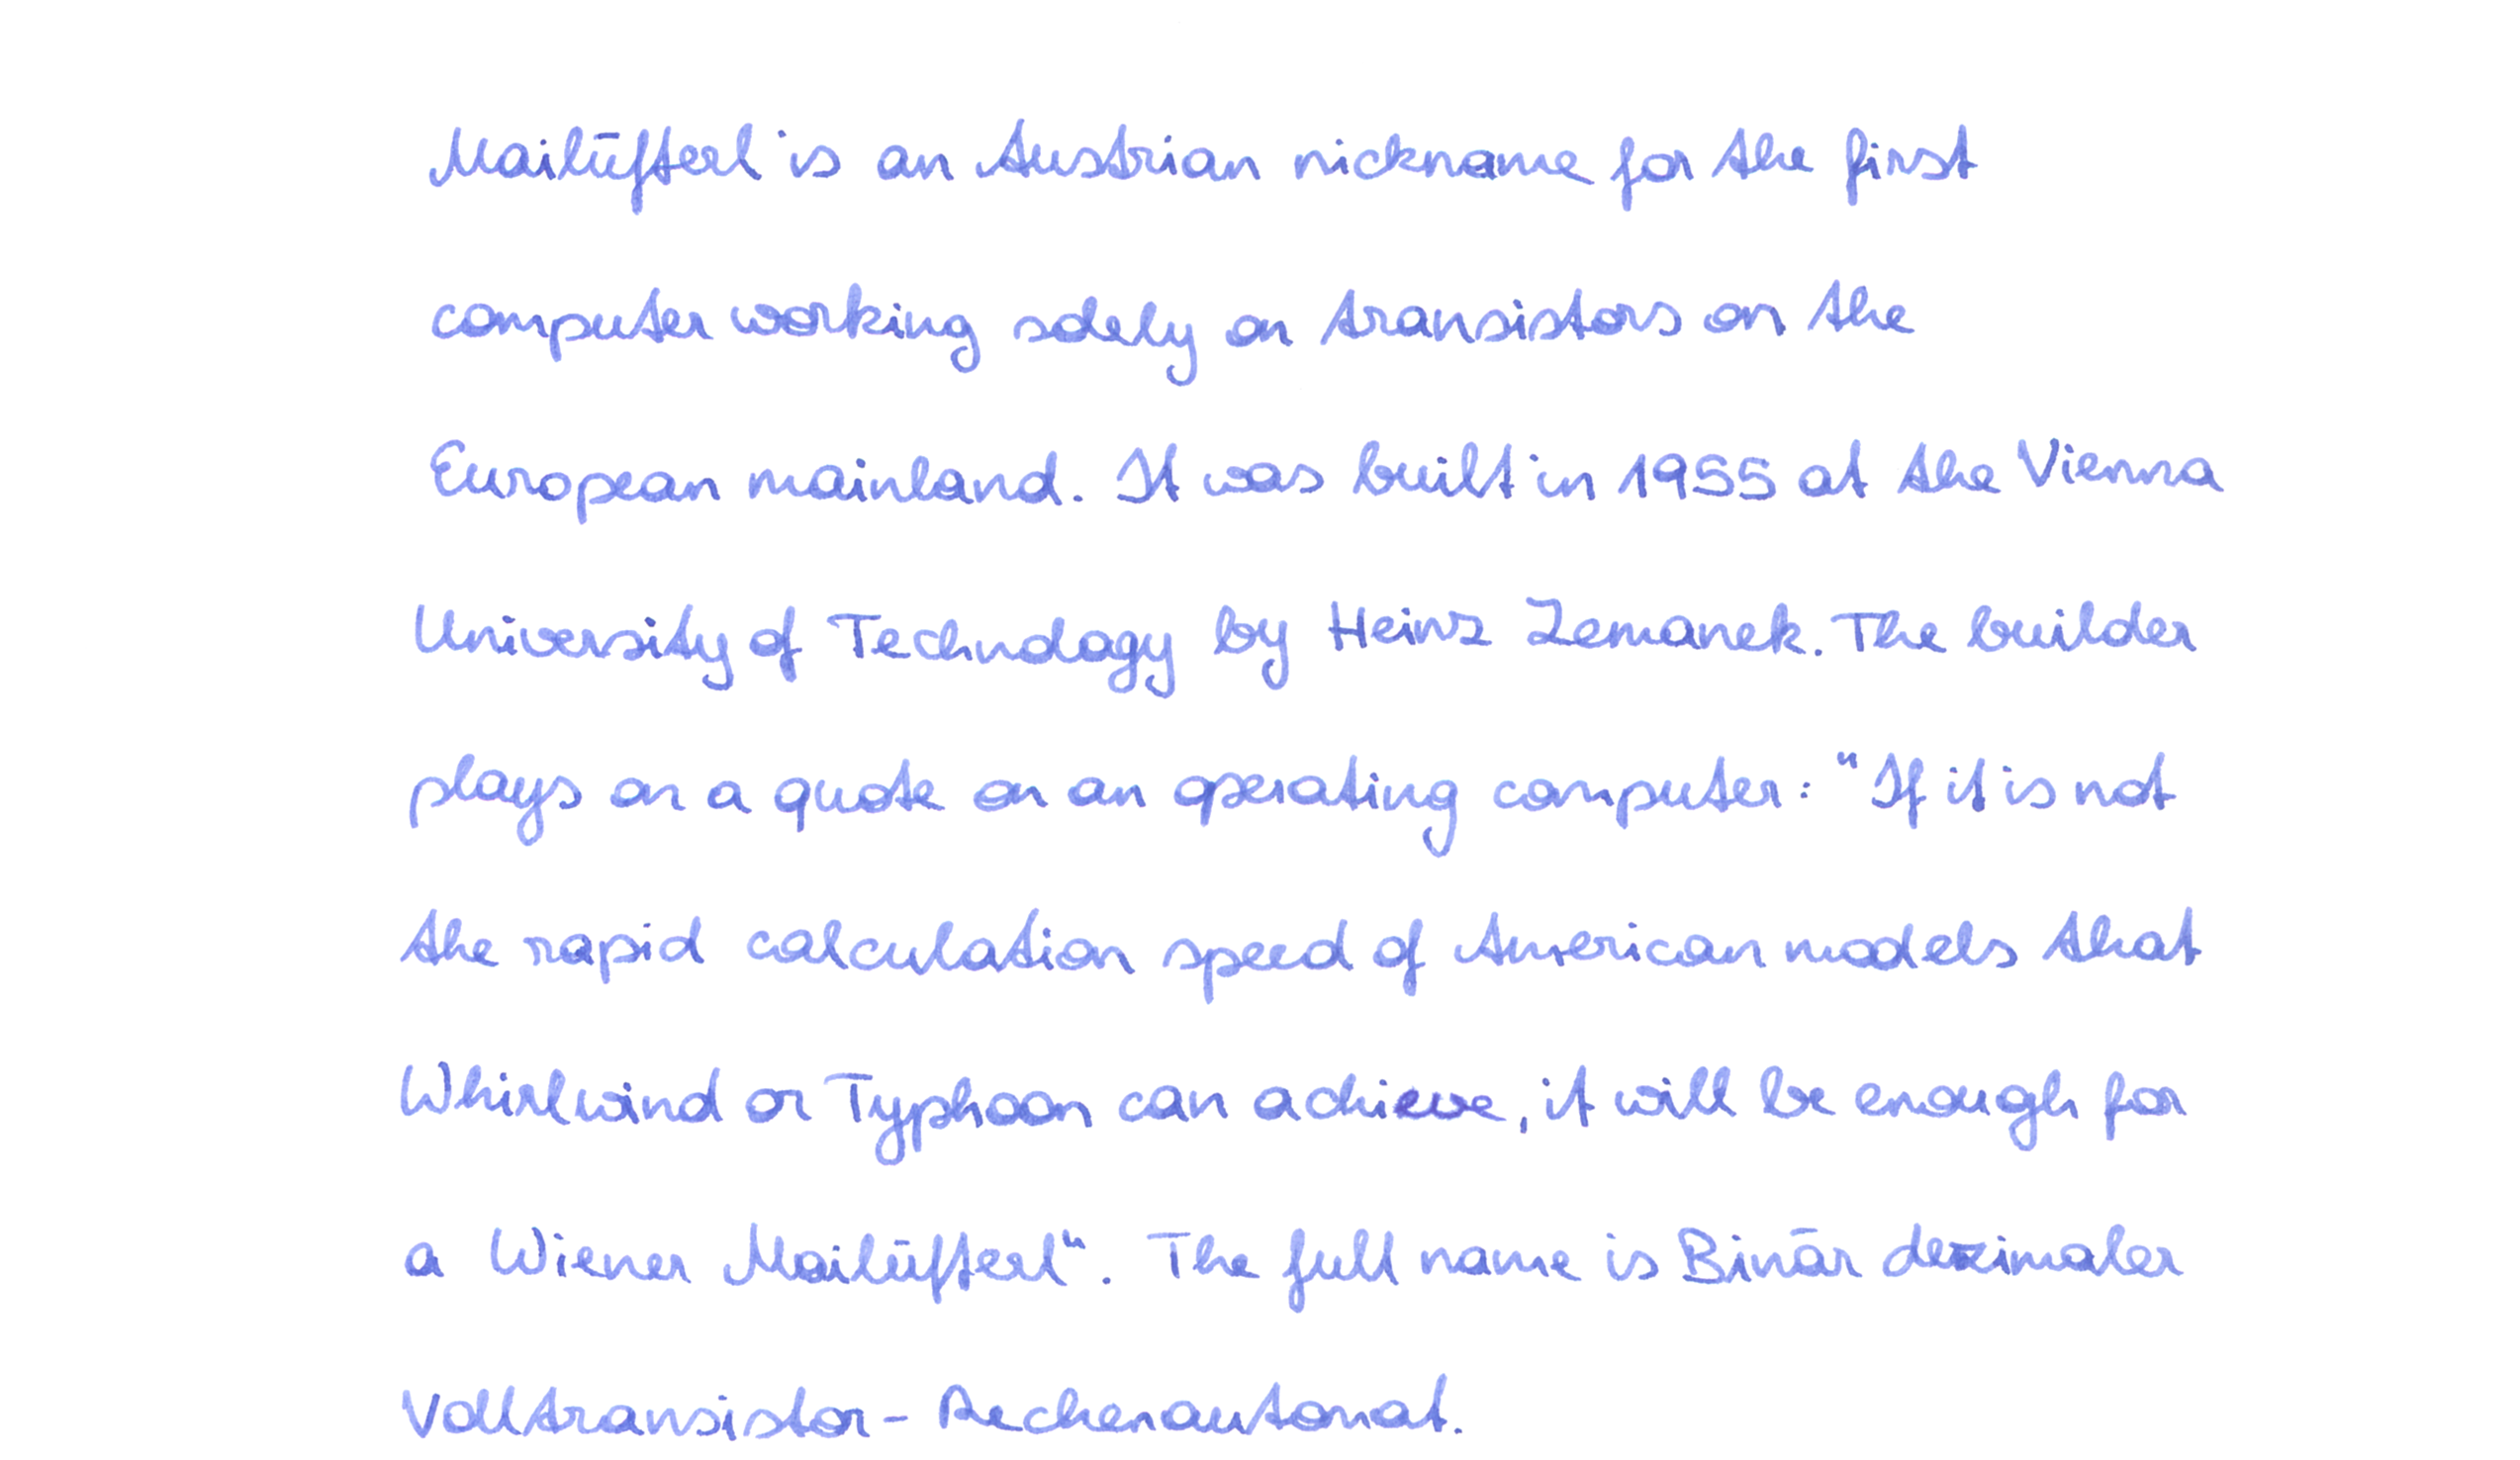 Mailüfterl is an Austrian nickname for the first
computer working solely on transistors on the
European mainland. It was built in 1955 at the Vienna
University of Technology by Heinz Zemanek. The builder
plays on a quote on an operating computer: "If it is not
the rapid calculation speed of American models that
Whirlwind or Typhoon can achieve, it will be enough for
a Wiener Mailüfterl". The full name is Binär dezimaler
Volltransistor-Rechenautomat.